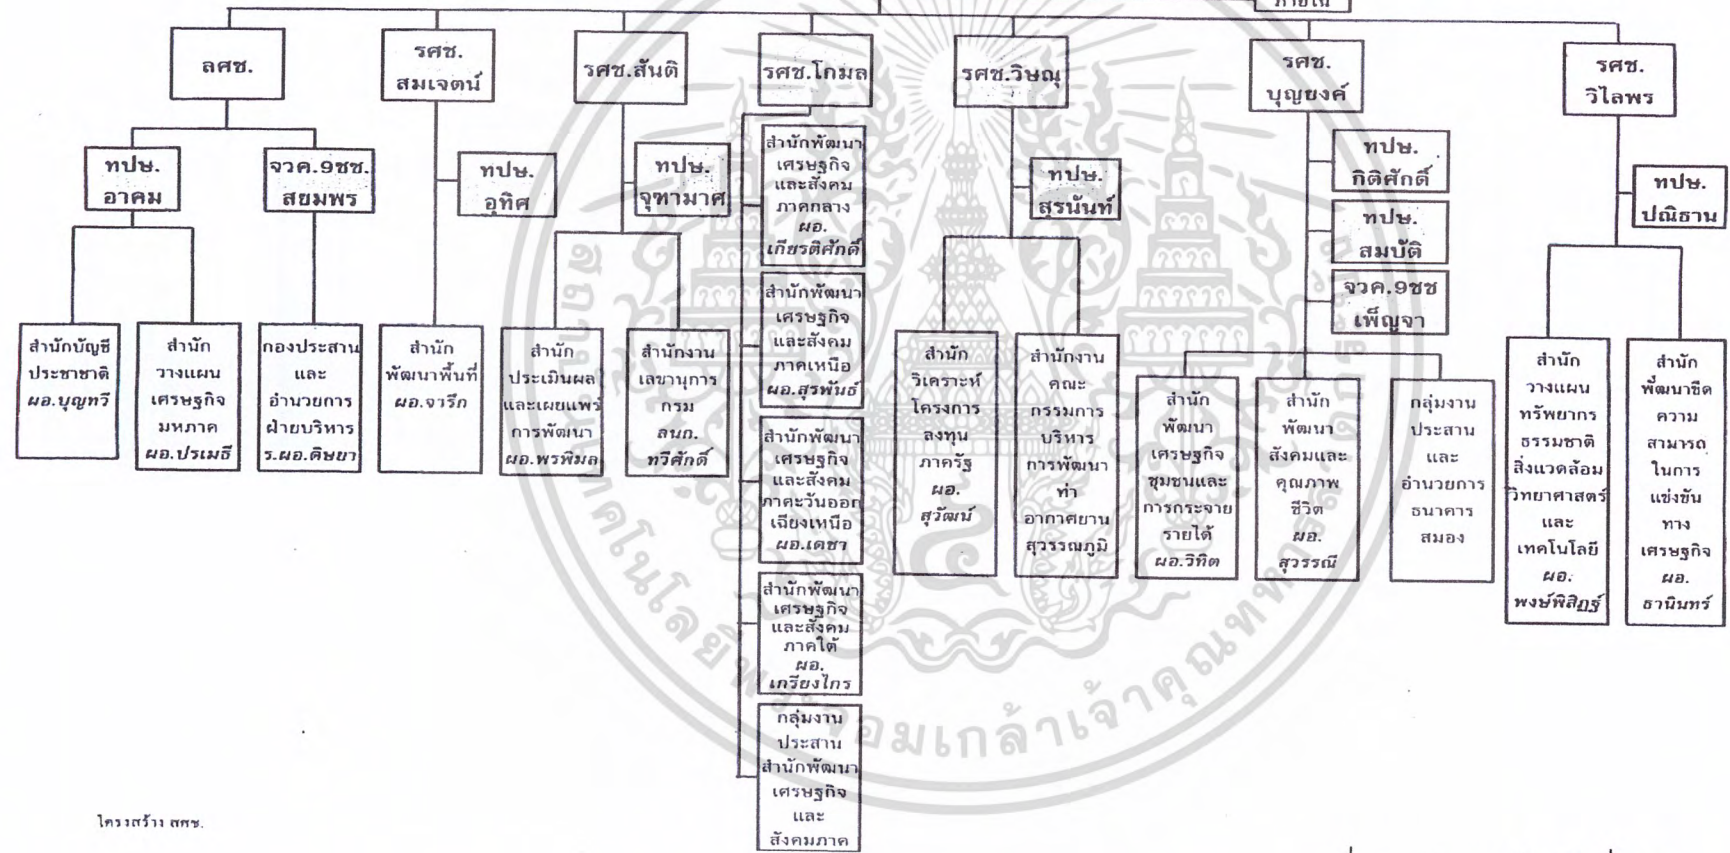 ภายใน
ลศช.
รศช.
สมเจตน์
รศช.สันติ
รศช.โกมล
รศช.วิษณุ
รศช.
บุญยงค์
รศช.
วิไลพร
ทปษ.
อาคม
จวค.9ชช.
สยมพร
ทปษ.
อุทิศ
ทปษ.
จุฑามาศ
สำนักพัฒนา
เศรษฐกิจ
และสังคม
ภาคกลาง
ผอ.
เกียรติศักดิ์
ทปษ.
สุรนันท์
ทปษ.
กิติศักดิ์
ทปษ.
สมบัติ
จวค.9ชช
เพ็ญจา
ทปษ.
ปณิธาน
สำนักบัญชี
ประชาชาติ
ผอ.บุญทวี
สำนัก
วางแผน
เศรษฐกิจ
มหภาค
ผอ.ปรเมธี
กองประสาน
และ
อำนวยการ
ฝ่ายบริหาร
ร.ผอ.ดิษยา
สำนัก
พัฒนาพื้นที่
ผอ.จารึก
สำนัก
ประเมินผล
และเผยแพร่
การพัฒนา
ผอ.พรพิมล
สำนักงาน
เลขานุการ
กรม
ลนก.
ทวีศักดิ์
สำนักพัฒนา
เศรษฐกิจ
และสังคม
ภาคเหนือ
ผอ.สุรพันธ์
สำนักพัฒนา
เศรษฐกิจ
และสังคม
ภาคะวันออก
เฉียงเหนือ
ผอ.เดชา
สำนักพัฒนา
เศรษฐกิจ
และสังคม
ภาคใต้
ผอ.
เกรียงไกร
กลุ่มงาน
ประสาน
สำนักพัฒนา
เศรษฐกิจ
และ
สังคมภาค
สำนัก
วิเคราะห์
โครงการ
ลงทุน
ภาครัฐ
ผอ.
สุวัฒน์
สำนักงาน
คณะ
กรรมการ
บริหาร
การพัฒนา
ท่า
อากาศยาน
สุวรรณภูมิ
สำนัก
พัฒนา
เศรษฐกิจ
ชุมชนและ
การกระจาย
รายได้
ผอ.วิทิต
สำนัก
พัฒนา
สังคมและ
คุณภาพ
ชีวิต
ผอ.
สุวรรณี
กลุ่มงาน
ประสาน
และ
อำนวยการ
ธนาคาร
สมอง
สำนัก
วางแผน
ทรัพยากร
ธรรมชาติ
สิ่งแวดล้อม
วิทยาศาสตร์
และ
เทคโนโลยี
ผอ.
พงษ์พิสิฏฐ์
สำนัก
พัฒนาขีด
ความ
สามารถ
ในการ
แข่งขัน
ทาง
เศรษฐกิจ
ผอ.
ธานินทร์
โครงสร้าง สศช.